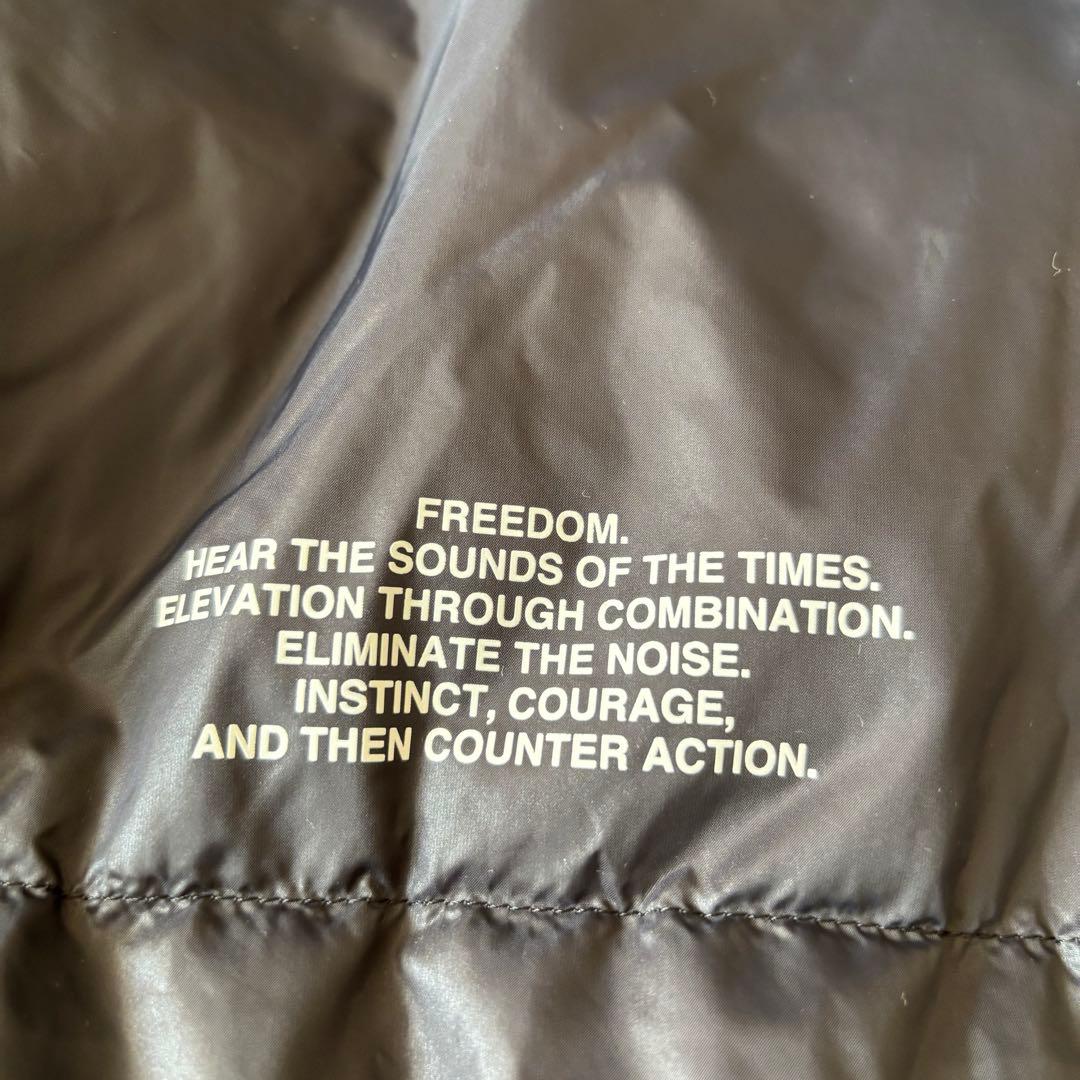 FREEDOM.
HEAR THE SOUNDS OF THE TIMES.
ELEVATION THROUGH COMBINATION.
ELIMINATE THE NOISE.
INSTINCT, COURAGE,
AND THEN COUNTER ACTION.